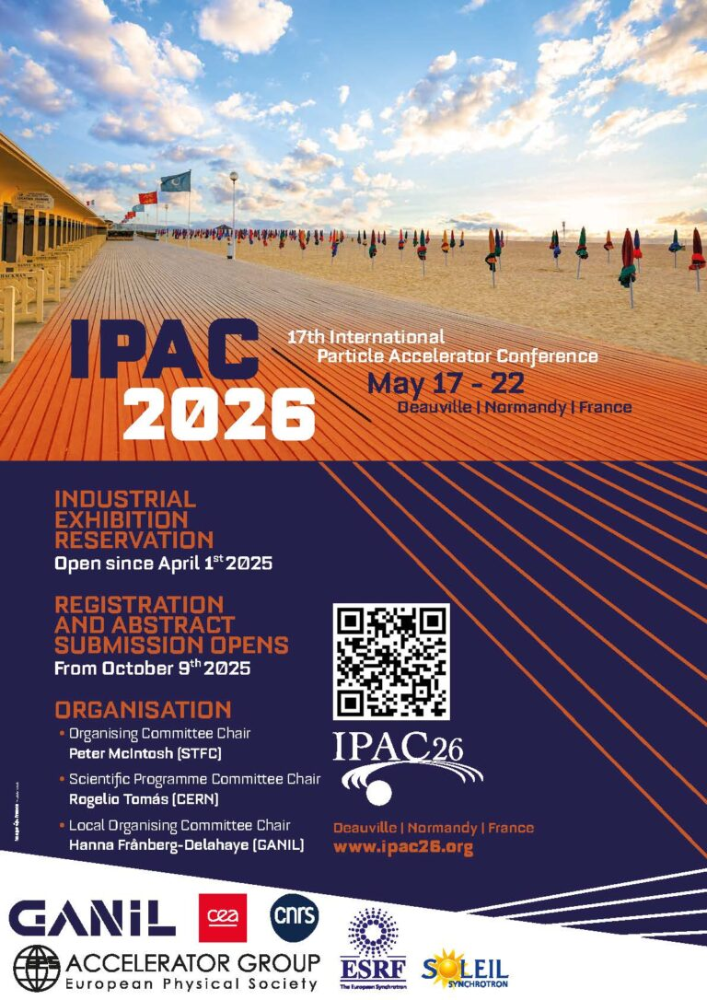 HACKMAN
IPAC
2026
17th International
Particle Accelerator Conference
May 17 - 22
Deauville | Normandy | France
INDUSTRIAL
EXHIBITION
RESERVATION
Open since April 1st 2025
REGISTRATION
AND ABSTRACT
SUBMISSION OPENS
From October 9th 2025
ORGANISATION
• Organising Committee Chair
Peter McIntosh (STFC)
• Scientific Programme Committee Chair
Rogelio Tomás (CERN)
• Local Organising Committee Chair
Hanna Frånberg-Delahaye (GANIL)
IPAC26
Deauville | Normandy | France
www.ipac26.org
GANiL
cea
cnrs
EPS ACCELERATOR GROUP
European Physical Society
ESRF
The European Synchrotron
SOLEIL
SYNCHROTRON